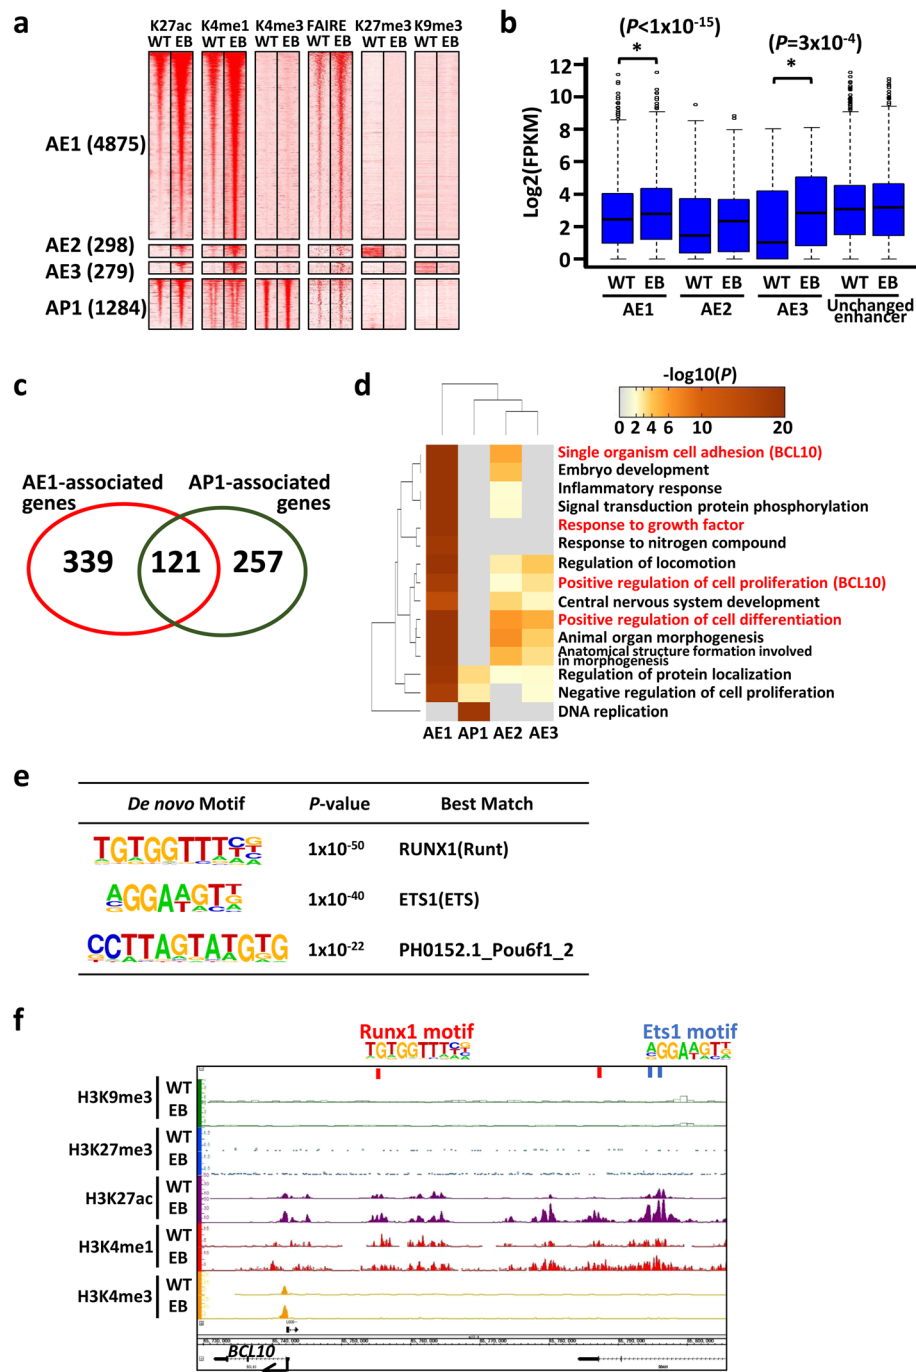 a
K27ac K4me1 K4me3 FAIRE K27me3 K9me3
WT EB WT EB WT EB WT EB WT EB WT EB
AE1 (4875)
AE2 (298)
AE3 (279)
AP1 (1284)
b
(P<1x10-15)
(P=3x10-4)
*
*
Log2(FPKM)
12
10
8
6
4
2
0
WT EB WT EB WT EB WT EB
AE1 AE2 AE3 Unchanged
enhancer
c
AE1-associated
genes
AP1-associated
genes
339 121 257
d
-log10(P)
0 2 4 6 10 20
Single organism cell adhesion (BCL10)
Embryo development
Inflammatory response
Signal transduction protein phosphorylation
Response to growth factor
Response to nitrogen compound
Regulation of locomotion
Positive regulation of cell proliferation (BCL10)
Central nervous system development
Positive regulation of cell differentiation
Animal organ morphogenesis
Anatomical structure formation involved
in morphogenesis
Regulation of protein localization
Negative regulation of cell proliferation
DNA replication
AE1 AP1 AE2 AE3
e
De novo Motif P-value Best Match
TGTGGTTT 1x10-50 RUNX1(Runt)
AGGAAGTT 1x10-40 ETS1(ETS)
CCTTAGTATGTG 1x10-22 PH0152.1_Pou6f1_2
f
Runx1 motif Ets1 motif
H3K9me3 WT
EB
H3K27me3 WT
EB
H3K27ac WT
EB
H3K4me1 WT
EB
H3K4me3 WT
EB
BCL10